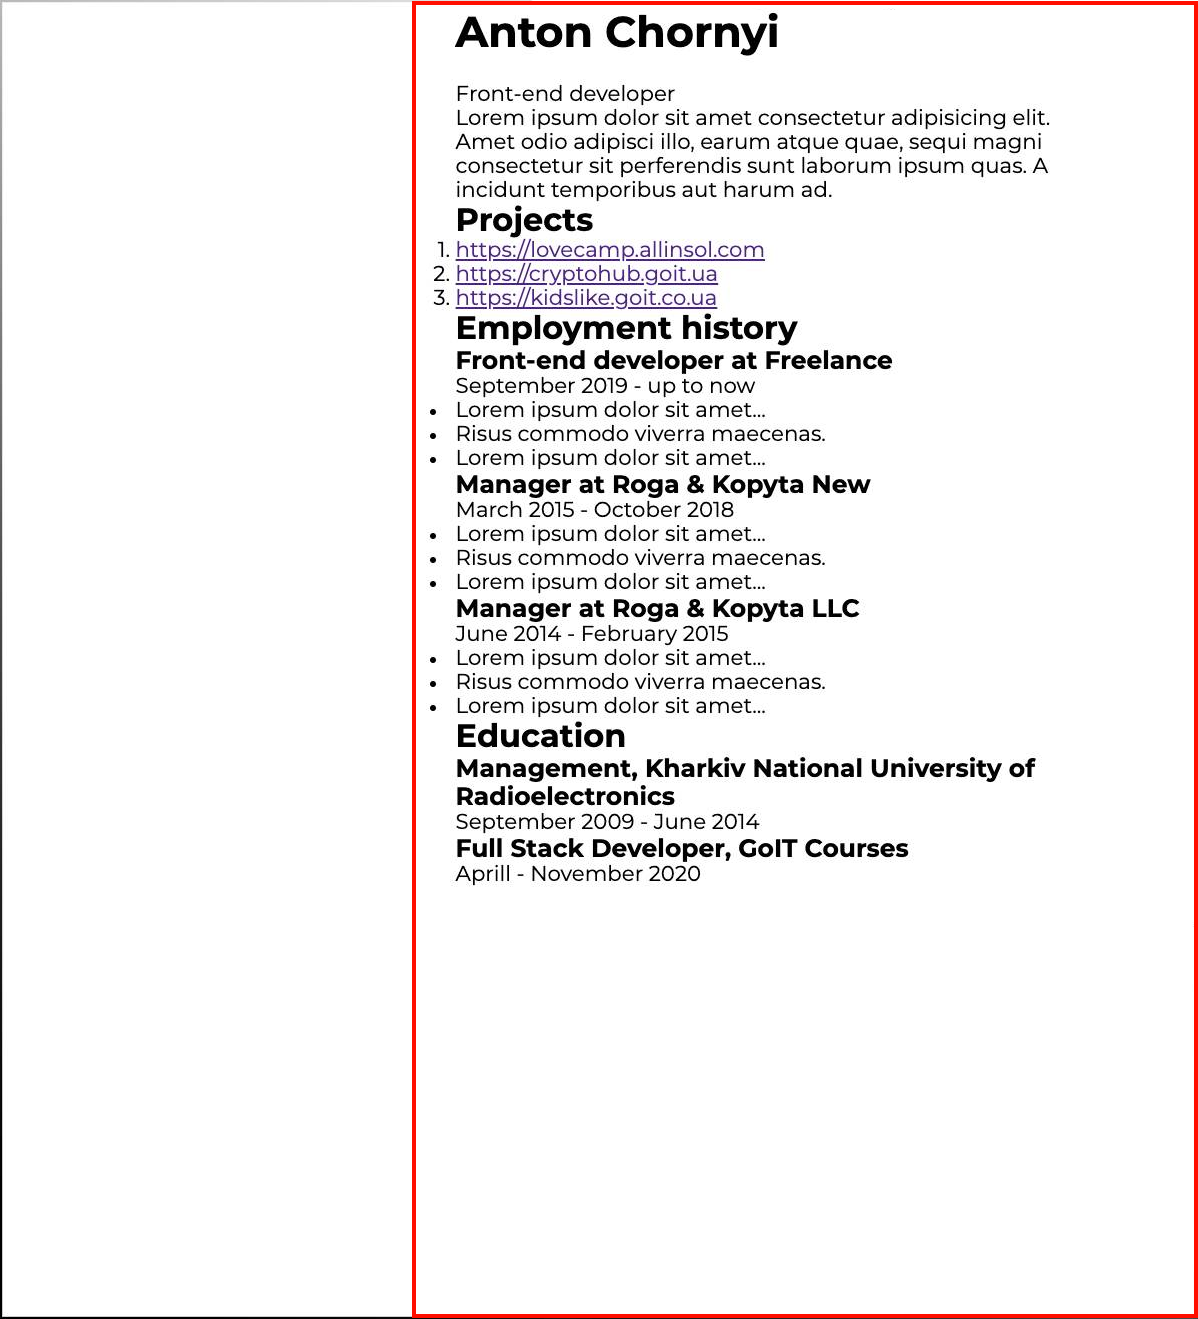 Anton Chornyi
Front-end developer
Lorem ipsum dolor sit amet consectetur adipisicing elit.
Amet odio adipisci illo, earum atque quae, sequi magni
consectetur sit perferendis sunt laborum ipsum quas. A
incidunt temporibus aut harum ad.
Projects
1. https://lovecamp.allinsol.com
2. https://cryptohub.goit.ua
3. https://kidslike.goit.co.ua
Employment history
Front-end developer at Freelance
September 2019 - up to now
• Lorem ipsum dolor sit amet...
• Risus commodo viverra maecenas.
• Lorem ipsum dolor sit amet...
Manager at Roga & Kopyta New
March 2015 - October 2018
• Lorem ipsum dolor sit amet...
• Risus commodo viverra maecenas.
• Lorem ipsum dolor sit amet...
Manager at Roga & Kopyta LLC
June 2014 - February 2015
• Lorem ipsum dolor sit amet...
• Risus commodo viverra maecenas.
• Lorem ipsum dolor sit amet...
Education
Management, Kharkiv National University of
Radioelectronics
September 2009 - June 2014
Full Stack Developer, GoIT Courses
Aprill - November 2020